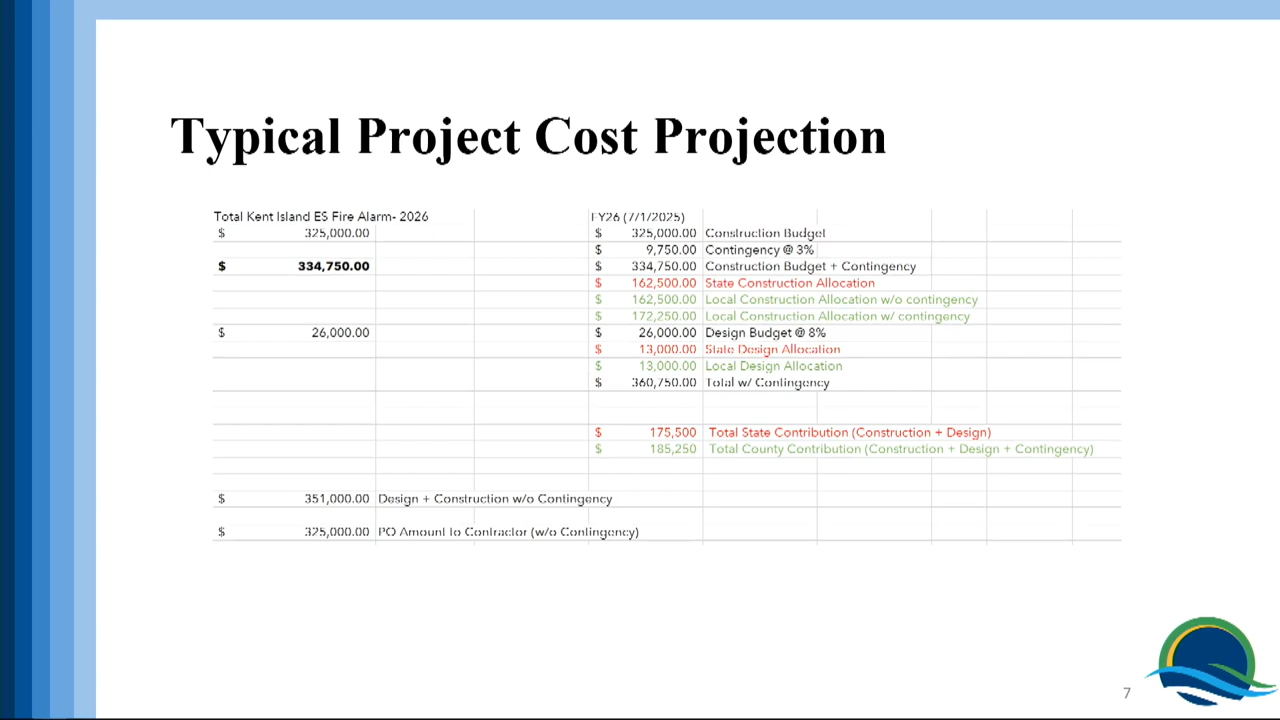 Typical Project Cost Projection
Total Kent Island ES Fire Alarm- 2026 FY26 (7/1/2025)
$ 325,000.00 $ 325,000.00 Construction Budget
$ 9,750.00 Contingency @ 3%
$ 334,750.00 $ 334,750.00 Construction Budget + Contingency
$ 162,500.00 State Construction Allocation
$ 162,500.00 Local Construction Allocation w/o contingency
$ 172,250.00 Local Construction Allocation w/ contingency
$ 26,000.00 $ 26,000.00 Design Budget @ 8%
$ 13,000.00 State Design Allocation
$ 13,000.00 Local Design Allocation
$ 360,750.00 Total w/ Contingency
$ 175,500 Total State Contribution (Construction + Design)
$ 185,250 Total County Contribution (Construction + Design + Contingency)
$ 351,000.00 Design + Construction w/o Contingency
$ 325,000.00 PO Amount to Contractor (w/o Contingency)
7